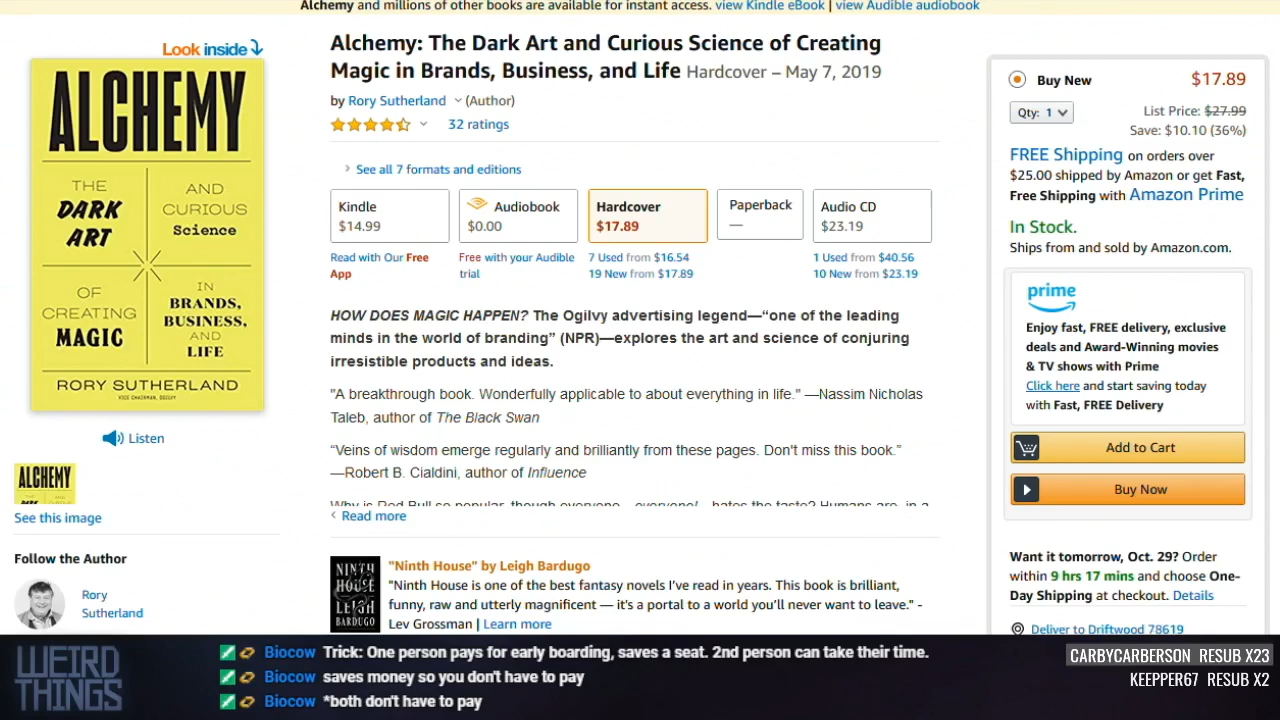 Alchemy and millions of other books are available for instant access. view Kindle eBook | view Audible audiobook
Look inside
ALCHEMY
THE
DARK
ART
AND
CURIOUS
Science
OF
CREATING
MAGIC
IN
BRANDS,
BUSINESS,
AND
LIFE
RORY SUTHERLAND
VICE CHAIRMAN, OGILVY
Listen
ALCHEMY
See this image
Follow the Author
Rory
Sutherland
Alchemy: The Dark Art and Curious Science of Creating
Magic in Brands, Business, and Life Hardcover – May 7, 2019
by Rory Sutherland (Author)
32 ratings
See all 7 formats and editions
Kindle
$14.99
Read with Our Free
App
Audiobook
$0.00
Free with your Audible
trial
Hardcover
$17.89
7 Used from $16.54
19 New from $17.89
Paperback
—
Audio CD
$23.19
1 Used from $40.56
10 New from $23.19
HOW DOES MAGIC HAPPEN? The Ogilvy advertising legend—“one of the leading
minds in the world of branding” (NPR)—explores the art and science of conjuring
irresistible products and ideas.
"A breakthrough book. Wonderfully applicable to about everything in life." —Nassim Nicholas
Taleb, author of The Black Swan
“Veins of wisdom emerge regularly and brilliantly from these pages. Don't miss this book.”
—Robert B. Cialdini, author of Influence
Why is Red Bull so popular, though everyone—everyone!—hates the taste? Humans are, in a
Read more
NINTH
HOUSE
LEIGH
BARDUGO
"Ninth House" by Leigh Bardugo
"Ninth House is one of the best fantasy novels I’ve read in years. This book is brilliant,
funny, raw and utterly magnificent — it’s a portal to a world you’ll never want to leave." -
Lev Grossman | Learn more
Buy New $17.89
Qty: 1
List Price: $27.99
Save: $10.10 (36%)
FREE Shipping on orders over
$25.00 shipped by Amazon or get Fast,
Free Shipping with Amazon Prime
In Stock.
Ships from and sold by Amazon.com.
prime
Enjoy fast, FREE delivery, exclusive
deals and Award-Winning movies
& TV shows with Prime
Click here and start saving today
with Fast, FREE Delivery
Add to Cart
Buy Now
Want it tomorrow, Oct. 29? Order
within 9 hrs 17 mins and choose One-
Day Shipping at checkout. Details
Deliver to Driftwood 78619
WEIRD
THINGS
Biocow Trick: One person pays for early boarding, saves a seat. 2nd person can take their time.
Biocow saves money so you don't have to pay
Biocow *both don't have to pay
CARBYCARBERSON RESUB X23
KEEPPER67 RESUB X2